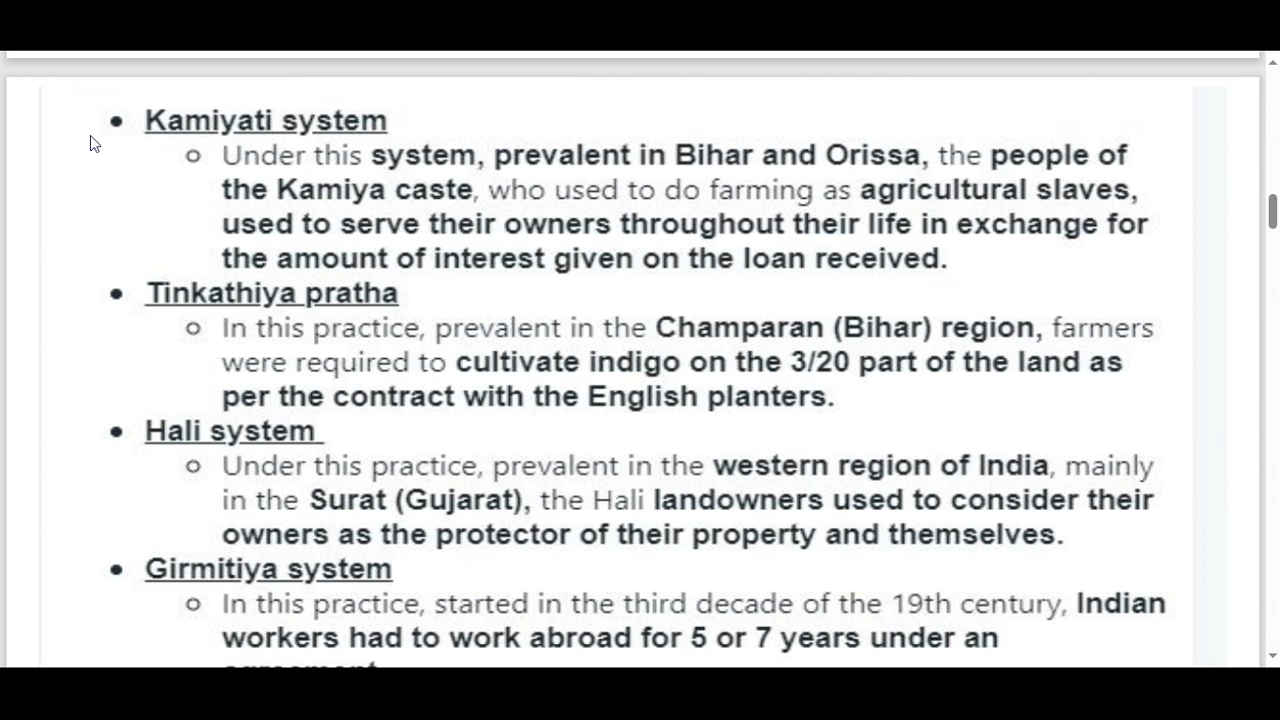 • Kamiyati system
o Under this system, prevalent in Bihar and Orissa, the people of
the Kamiya caste, who used to do farming as agricultural slaves,
used to serve their owners throughout their life in exchange for
the amount of interest given on the loan received.
• Tinkathiya pratha
o In this practice, prevalent in the Champaran (Bihar) region, farmers
were required to cultivate indigo on the 3/20 part of the land as
per the contract with the English planters.
• Hali system
o Under this practice, prevalent in the western region of India, mainly
in the Surat (Gujarat), the Hali landowners used to consider their
owners as the protector of their property and themselves.
• Girmitiya system
o In this practice, started in the third decade of the 19th century, Indian
workers had to work abroad for 5 or 7 years under an